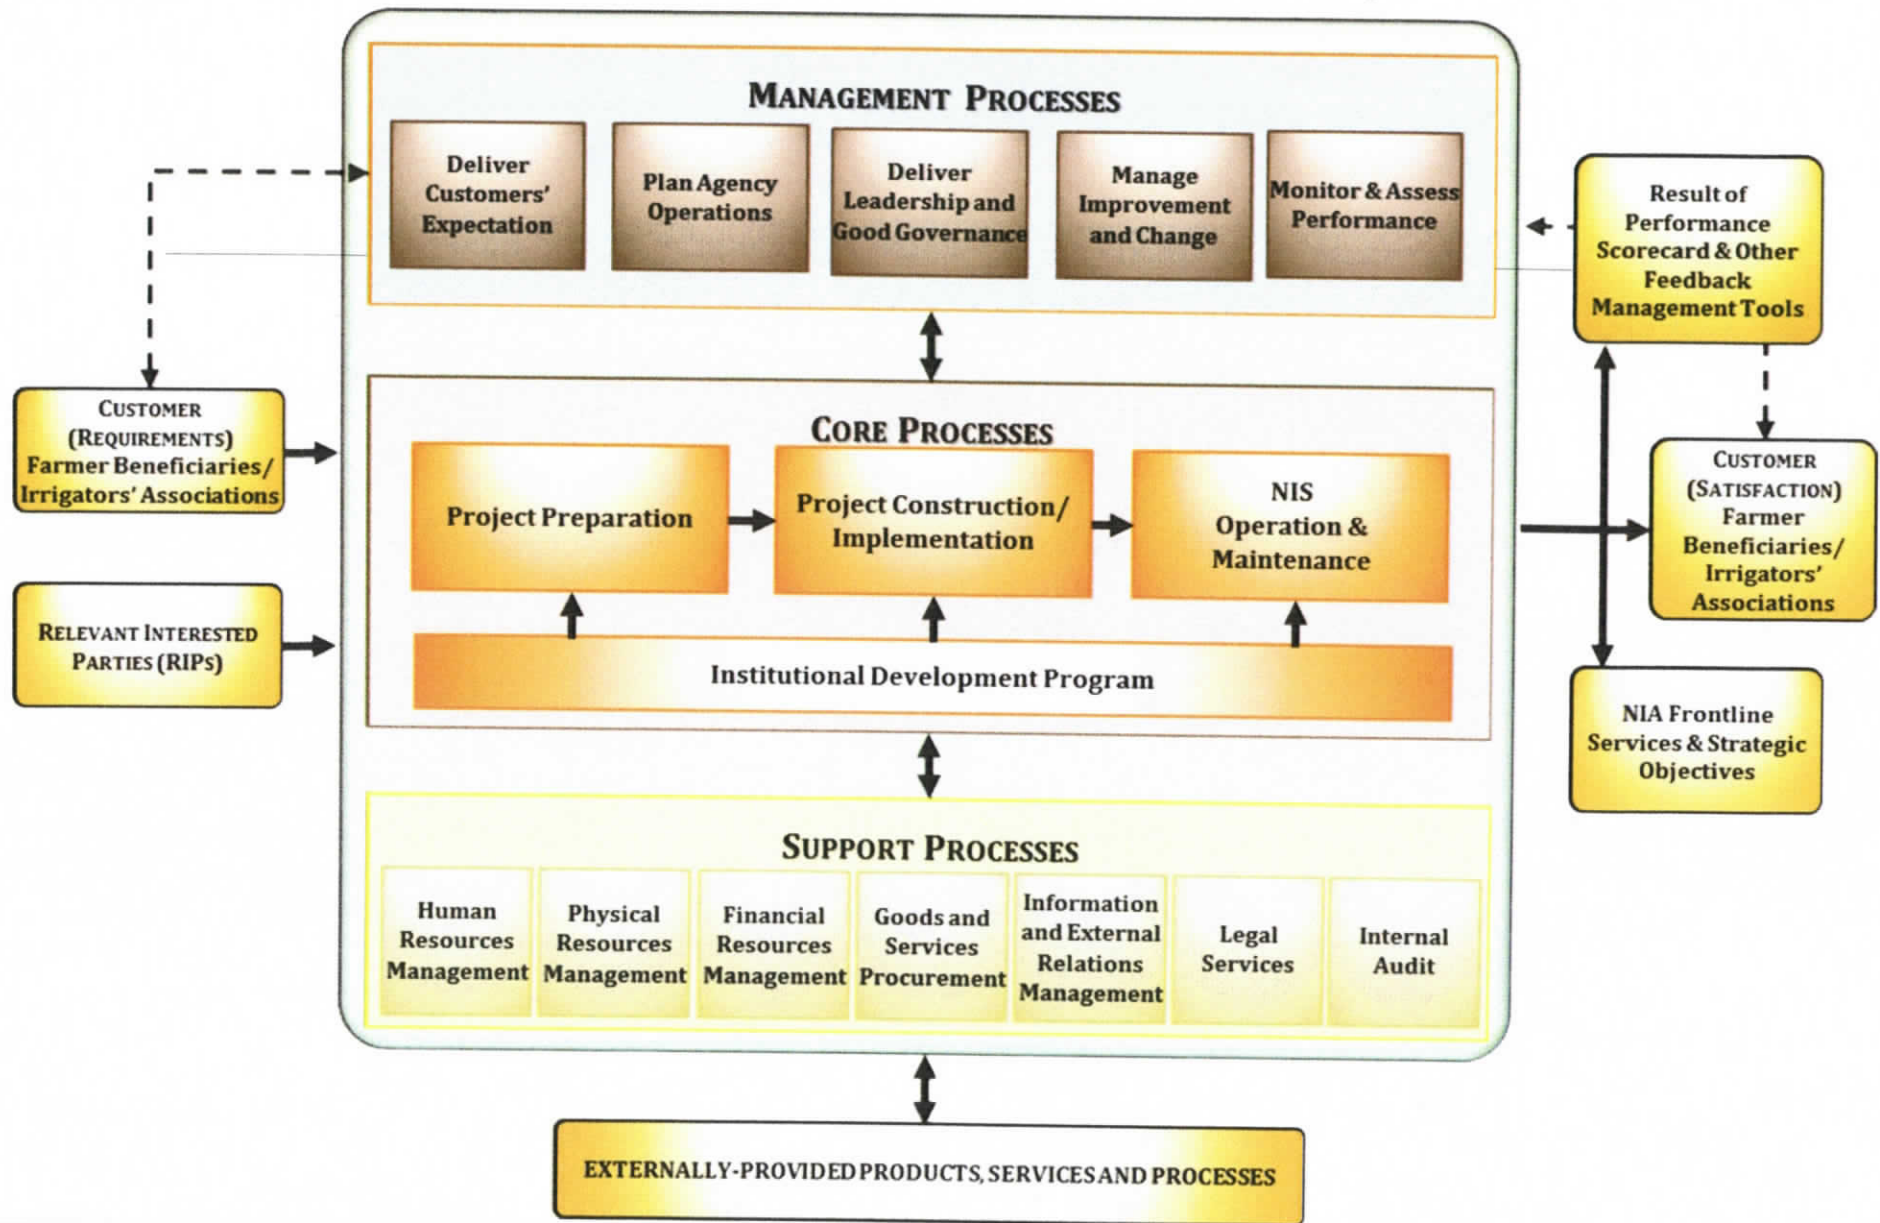 MANAGEMENT PROCESSES
Deliver
Customers'
Expectation
Plan Agency
Operations
Deliver
Leadership and
Good Governance
Manage
Improvement
and Change
Monitor & Assess
Performance
Result of
Performance
Scorecard & Other
Feedback
Management Tools
CUSTOMER
(REQUIREMENTS)
Farmer Beneficiaries/
Irrigators' Associations
RELEVANT INTERESTED
PARTIES (RIPS)
CORE PROCESSES
Project Preparation
Project Construction/
Implementation
NIS
Operation &
Maintenance
Institutional Development Program
CUSTOMER
(SATISFACTION)
Farmer
Beneficiaries/
Irrigators'
Associations
NIA Frontline
Services & Strategic
Objectives
SUPPORT PROCESSES
Human
Resources
Management
Physical
Resources
Management
Financial
Resources
Management
Goods and
Services
Procurement
Information
and External
Relations
Management
Legal
Services
Internal
Audit
EXTERNALLY-PROVIDED PRODUCTS, SERVICES AND PROCESSES